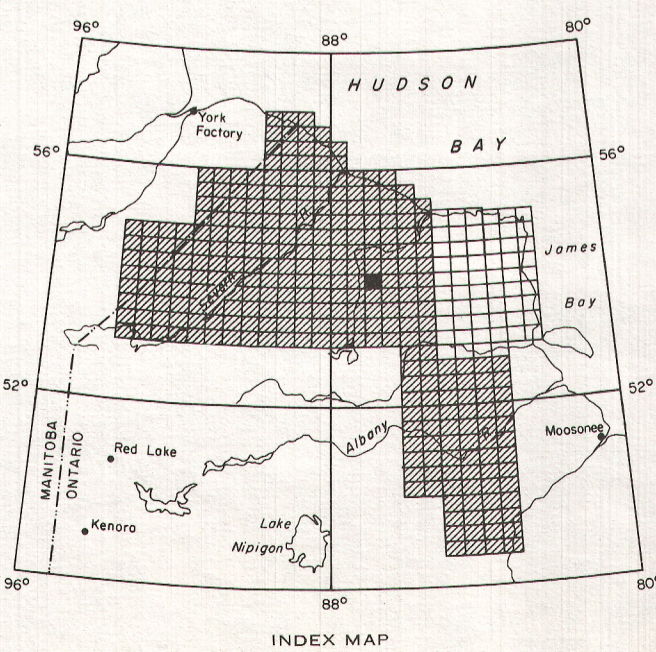 96°
88°
80°
HUDSON
York
Factory
BAY
56°
56°
R.
James
Severn
Bay
52°
52°
MANITOBA
ONTARIO
Red Lake
Albany
R.
Moosonee
Kenora
Lake
Nipigon
96°
88°
80°
INDEX MAP